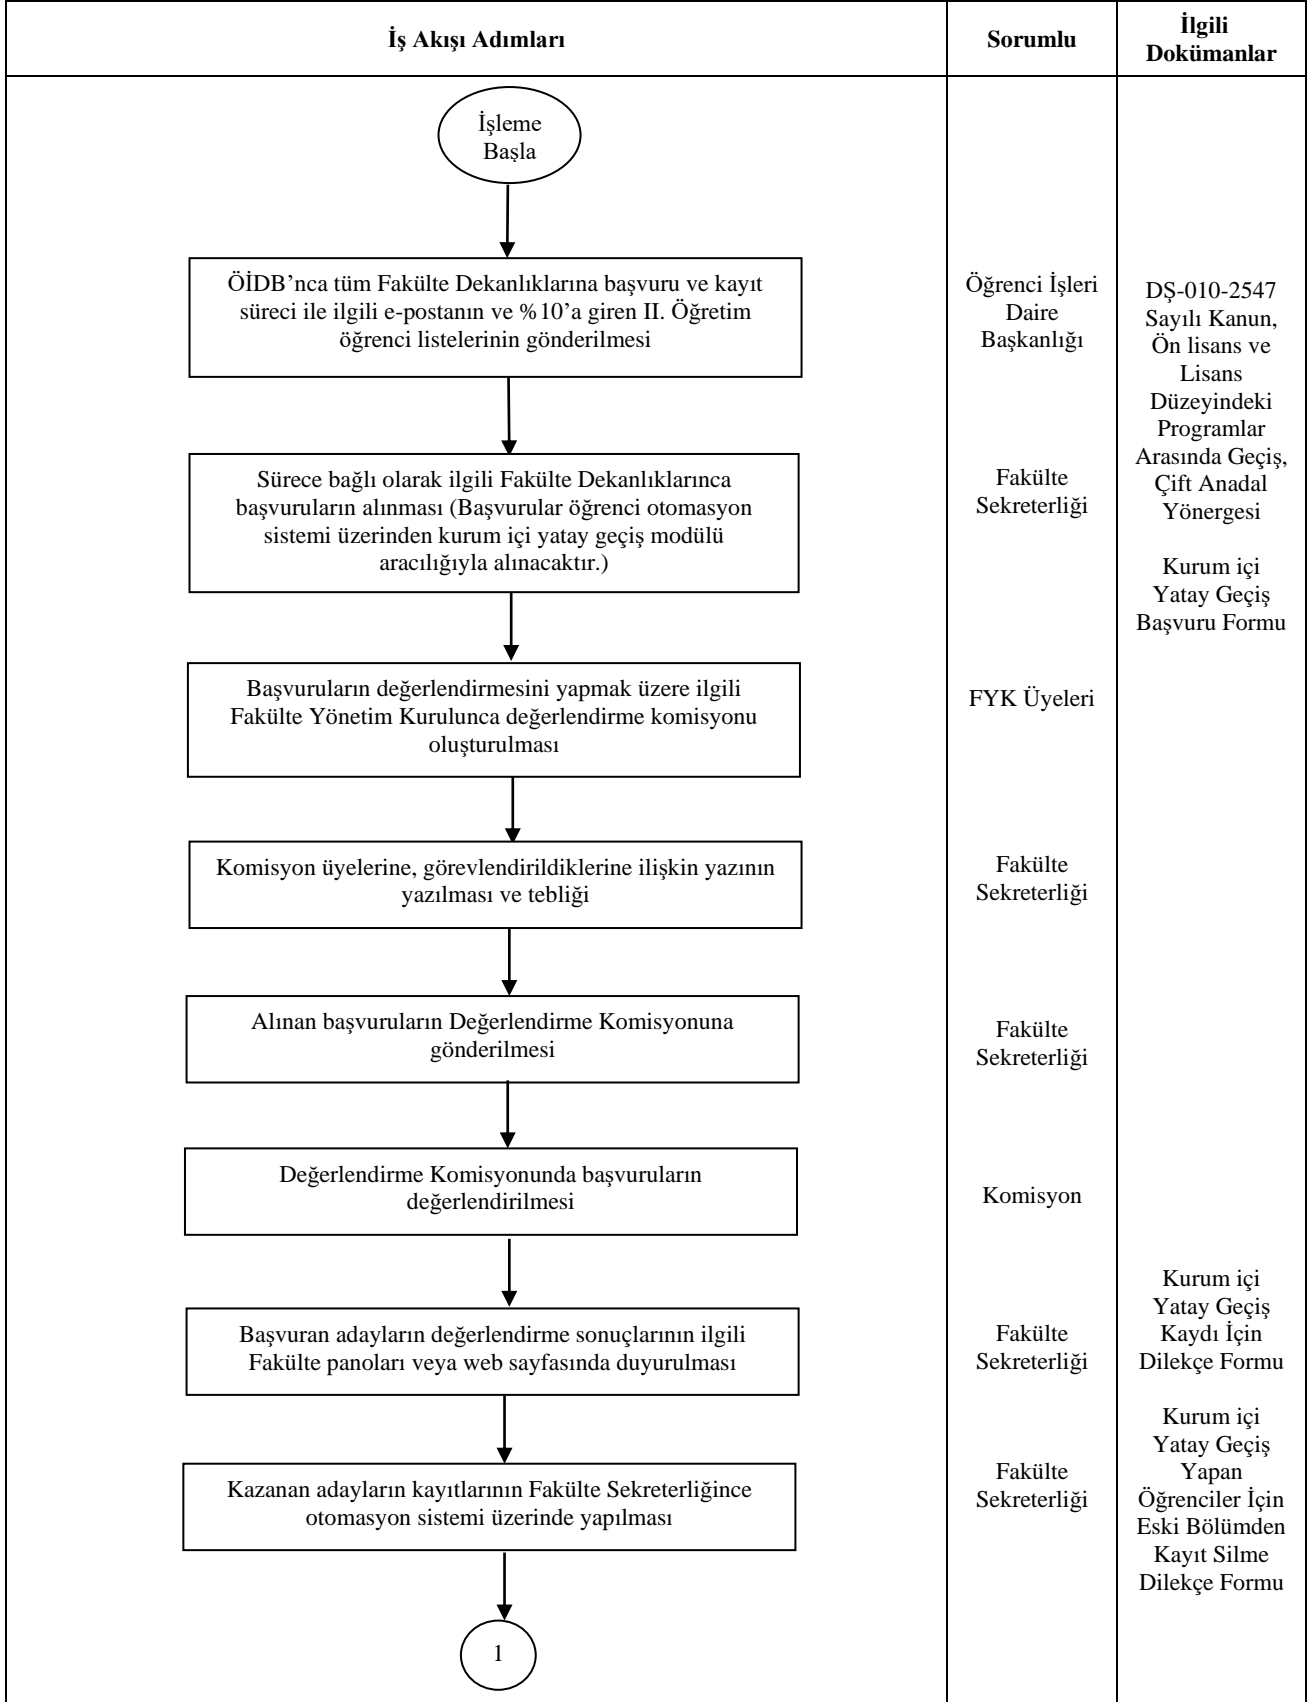 İş Akışı Adımları
Sorumlu
İlgili
Dokümanlar
İşleme
Başla
ÖİDB’nca tüm Fakülte Dekanlıklarına başvuru ve kayıt
süreci ile ilgili e-postanın ve %10’a giren II. Öğretim
öğrenci listelerinin gönderilmesi
Öğrenci İşleri
Daire
Başkanlığı
DŞ-010-2547
Sayılı Kanun,
Ön lisans ve
Lisans
Düzeyindeki
Programlar
Arasında Geçiş,
Çift Anadal
Yönergesi
Sürece bağlı olarak ilgili Fakülte Dekanlıklarınca
başvuruların alınması (Başvurular öğrenci otomasyon
sistemi üzerinden kurum içi yatay geçiş modülü
aracılığıyla alınacaktır.)
Fakülte
Sekreterliği
Kurum içi
Yatay Geçiş
Başvuru Formu
Başvuruların değerlendirmesini yapmak üzere ilgili
Fakülte Yönetim Kurulunca değerlendirme komisyonu
oluşturulması
FYK Üyeleri
Komisyon üyelerine, görevlendirildiklerine ilişkin yazının
yazılması ve tebliği
Fakülte
Sekreterliği
Alınan başvuruların Değerlendirme Komisyonuna
gönderilmesi
Fakülte
Sekreterliği
Değerlendirme Komisyonunda başvuruların
değerlendirilmesi
Komisyon
Başvuran adayların değerlendirme sonuçlarının ilgili
Fakülte panoları veya web sayfasında duyurulması
Fakülte
Sekreterliği
Kurum içi
Yatay Geçiş
Kaydı İçin
Dilekçe Formu
Kazanan adayların kayıtlarının Fakülte Sekreterliğince
otomasyon sistemi üzerinde yapılması
Fakülte
Sekreterliği
Kurum içi
Yatay Geçiş
Yapan
Öğrenciler İçin
Eski Bölümden
Kayıt Silme
Dilekçe Formu
1